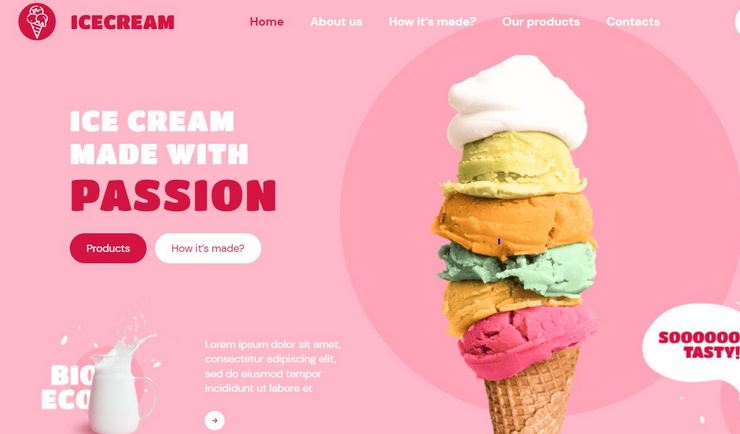 ICECREAM
Home
About us
How it's made?
Our products
Contacts
ICE CREAM
MADE WITH
PASSION
Products
How it's made?
BIO
ECO
Lorem ipsum dolor sit amet,
consectetur adipiscing elit,
sed do eiusmod tempor
incididunt ut labore et
SOOOOOO
TASTY!